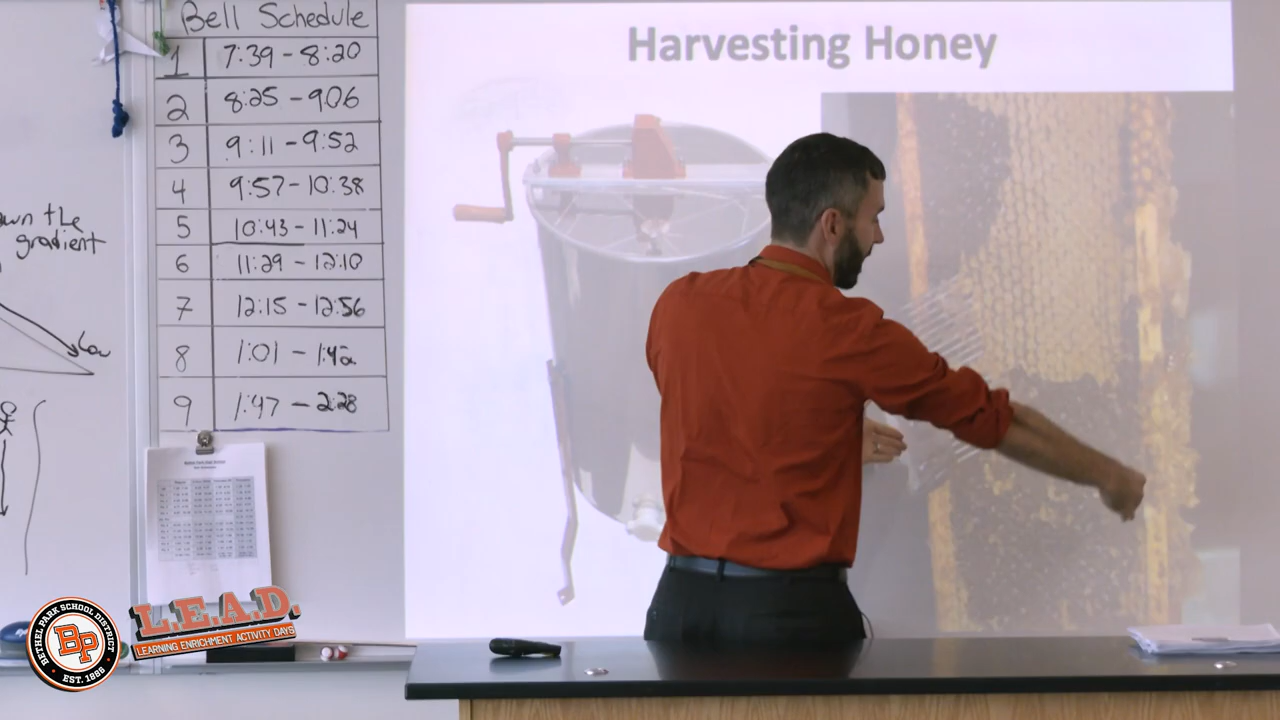 Bell Schedule
1 7:39 - 8:20
2 8:25 - 9:06
3 9:11 - 9:52
4 9:57 - 10:38
5 10:43 - 11:24
6 11:29 - 12:10
7 12:15 - 12:56
8 1:01 - 1:42
9 1:47 - 2:28
Harvesting Honey
the
gradient
Low
BETHEL PARK SCHOOL DISTRICT
BP
EST. 1886
L.E.A.D.
LEARNING ENRICHMENT ACTIVITY DAYS